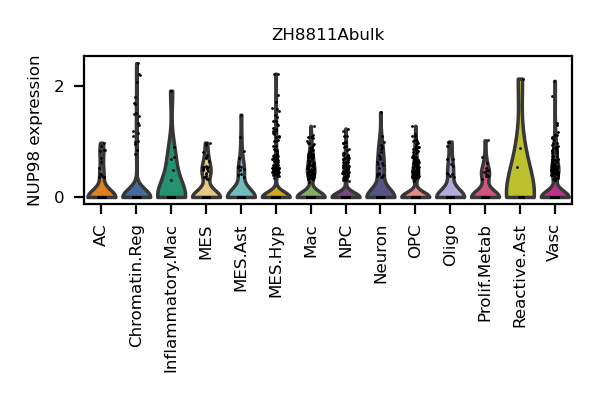 ZH8811Abulk
NUP98 expression
2
0
AC
Chromatin.Reg
Inflammatory.Mac
MES
MES.Ast
MES.Hyp
Mac
NPC
Neuron
OPC
Oligo
Prolif.Metab
Reactive.Ast
Vasc